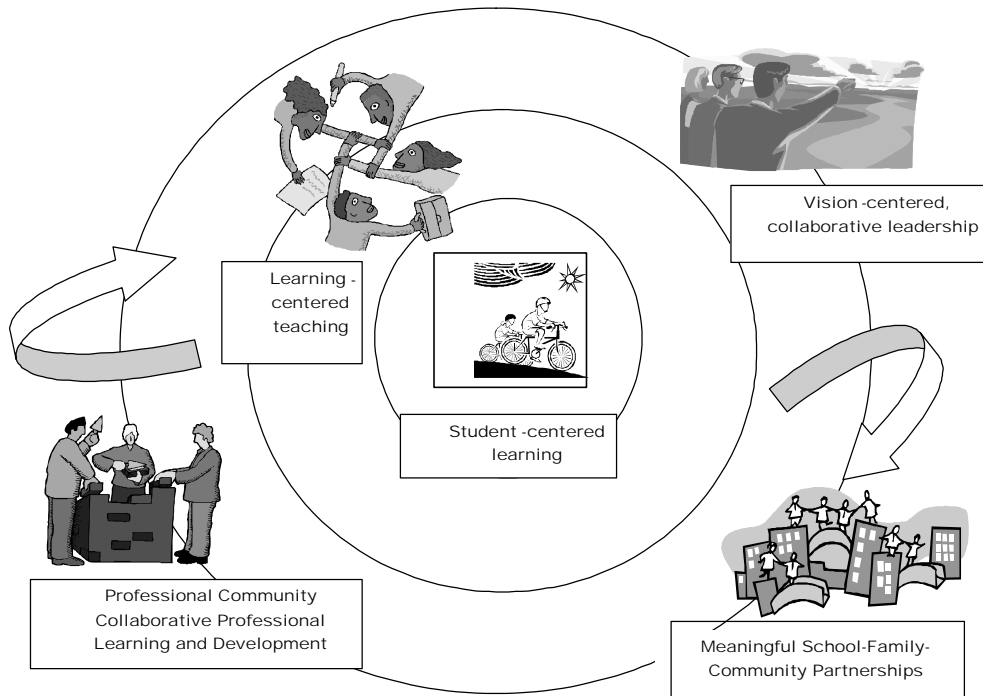 Vision-centered,
collaborative leadership
Learning-
centered
teaching
Student-centered
learning
Professional Community
Collaborative Professional
Learning and Development
Meaningful School-Family-
Community Partnerships